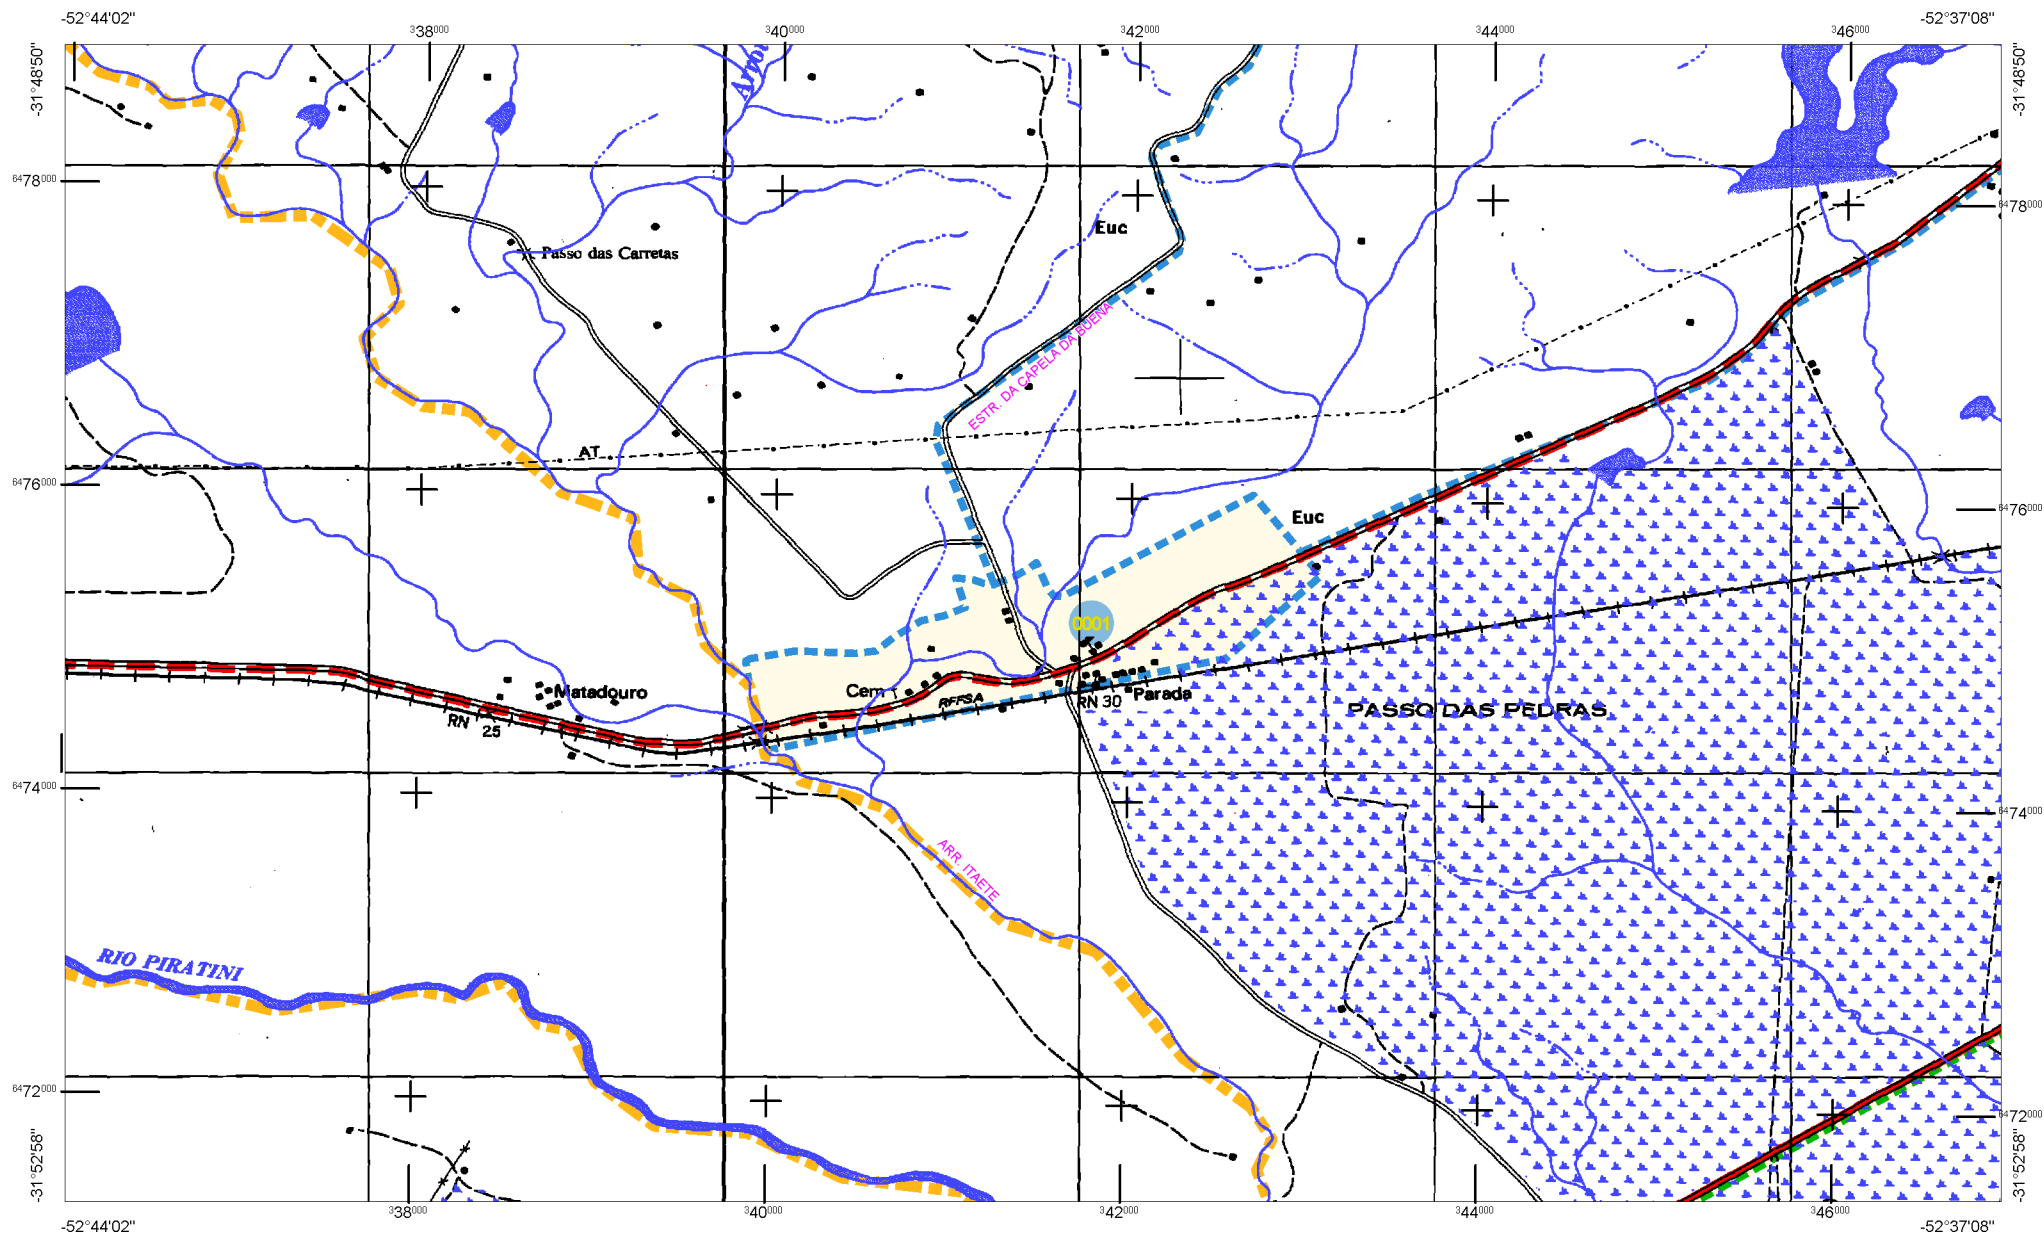 -52°44'02"
-52°37'08"
338000
340000
342000
344000
346000
-31°48'50"
-31°48'50"
Arroi
6478000
6478000
Euc
Passo das Carretas
ESTR. DA CAPELA DA BUENA
AT
6476000
6476000
Euc
0001
Matadouro
Cem
RFFSA
RN 30
Parada
RN 25
PASSO DAS PEDRAS
6474000
6474000
ARR. ITAETE
RIO PIRATINI
6472000
6472000
-31°52'58"
-31°52'58"
338000
340000
342000
344000
346000
-52°44'02"
-52°37'08"